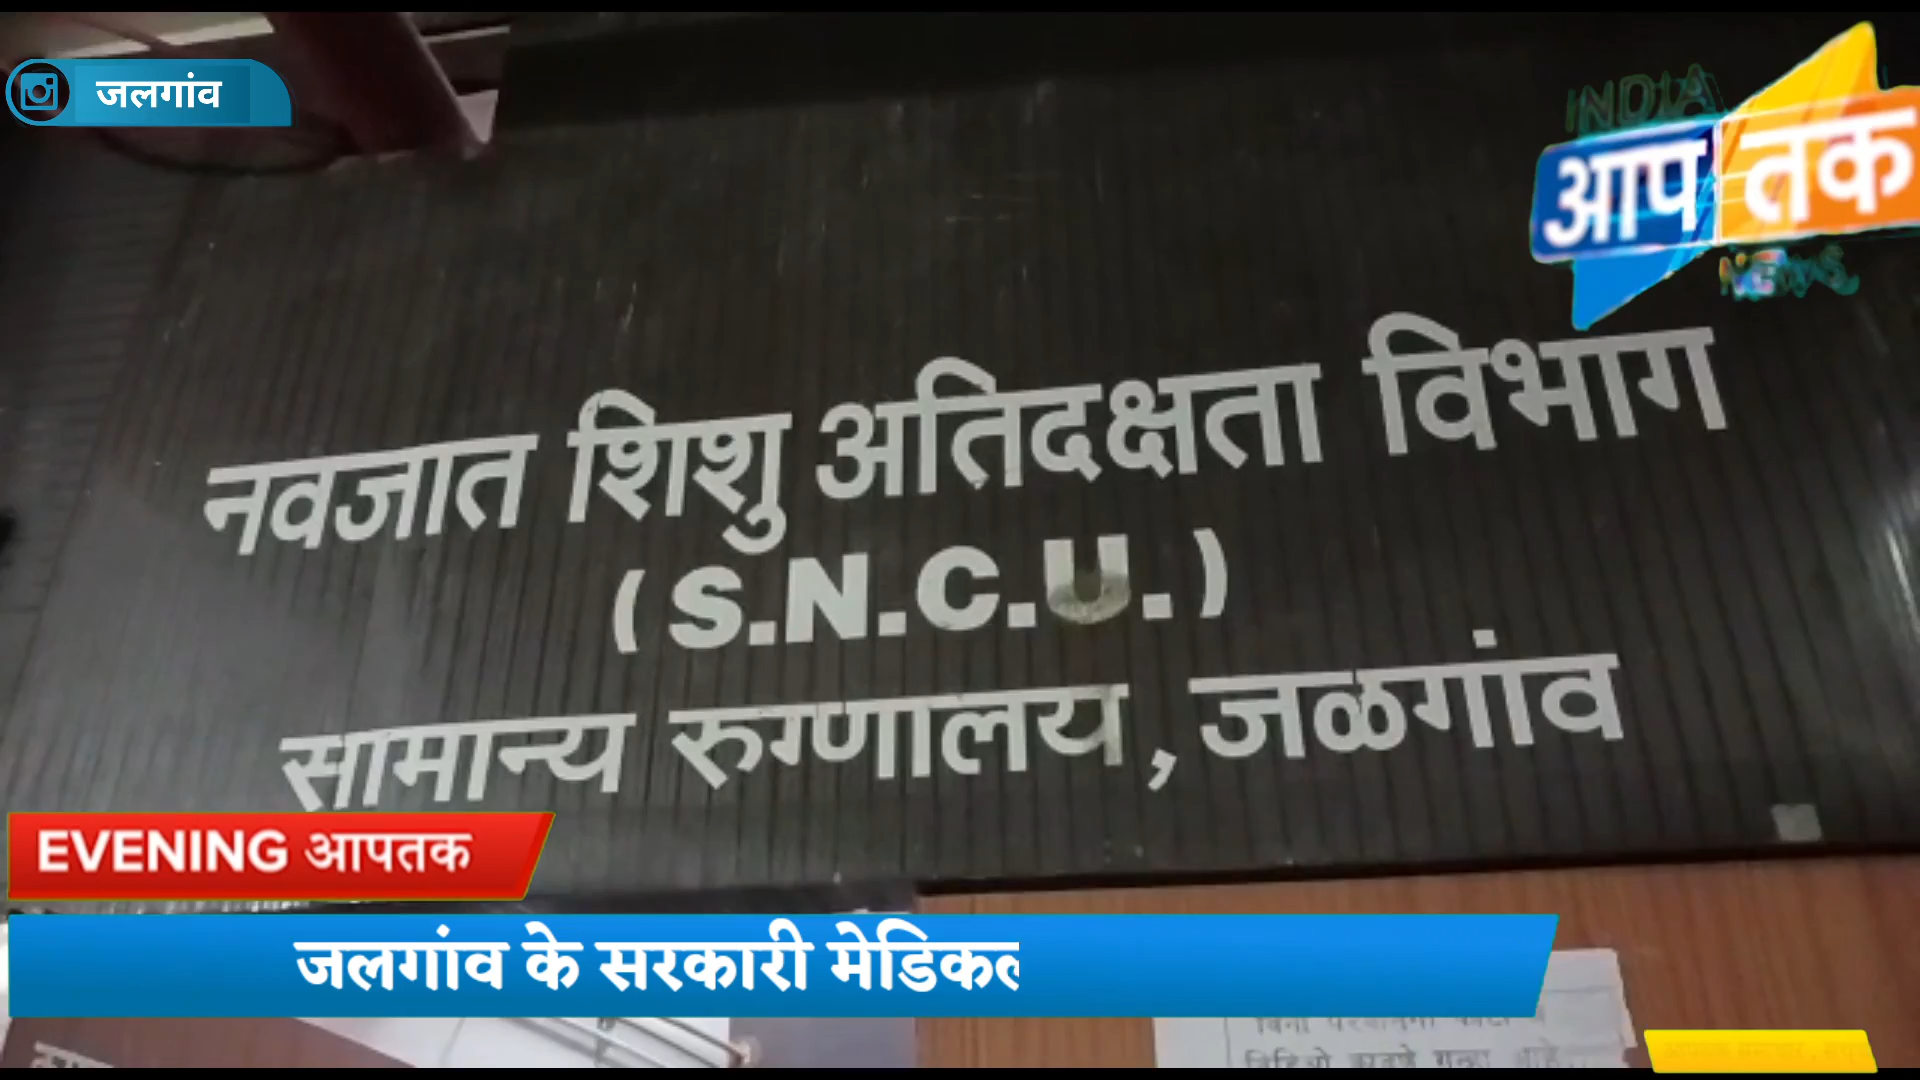 जलगांव
INDIA
आप तक
NEWS
नवजात शिशु अतिदक्षता विभाग
( S.N.C.U. )
सामान्य रुग्णालय, जळगांव
EVENING आपतक
जलगांव के सरकारी मेडिकल